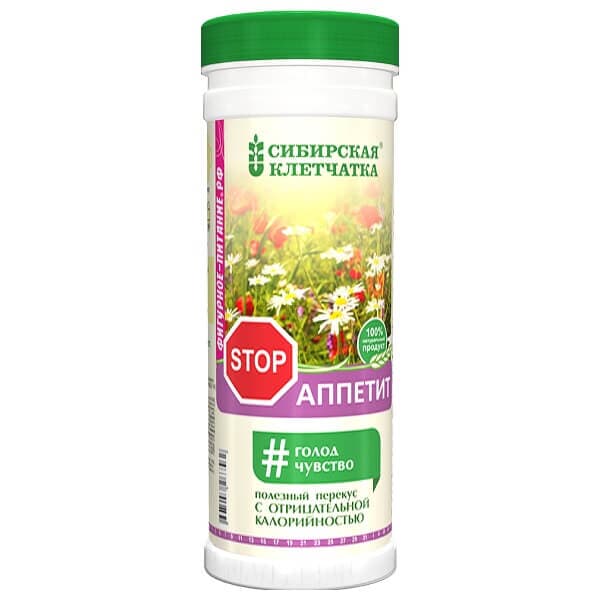 СИБИРСКАЯ®
КЛЕТЧАТКА
ФИГУРНОЕ-ПИТАНИЕ.РФ
100%
натуральный
продукт
STOP
АППЕТИТ
#голод
чувство
полезный перекус
С ОТРИЦАТЕЛЬНОЙ
КАЛОРИЙНОСТЬЮ